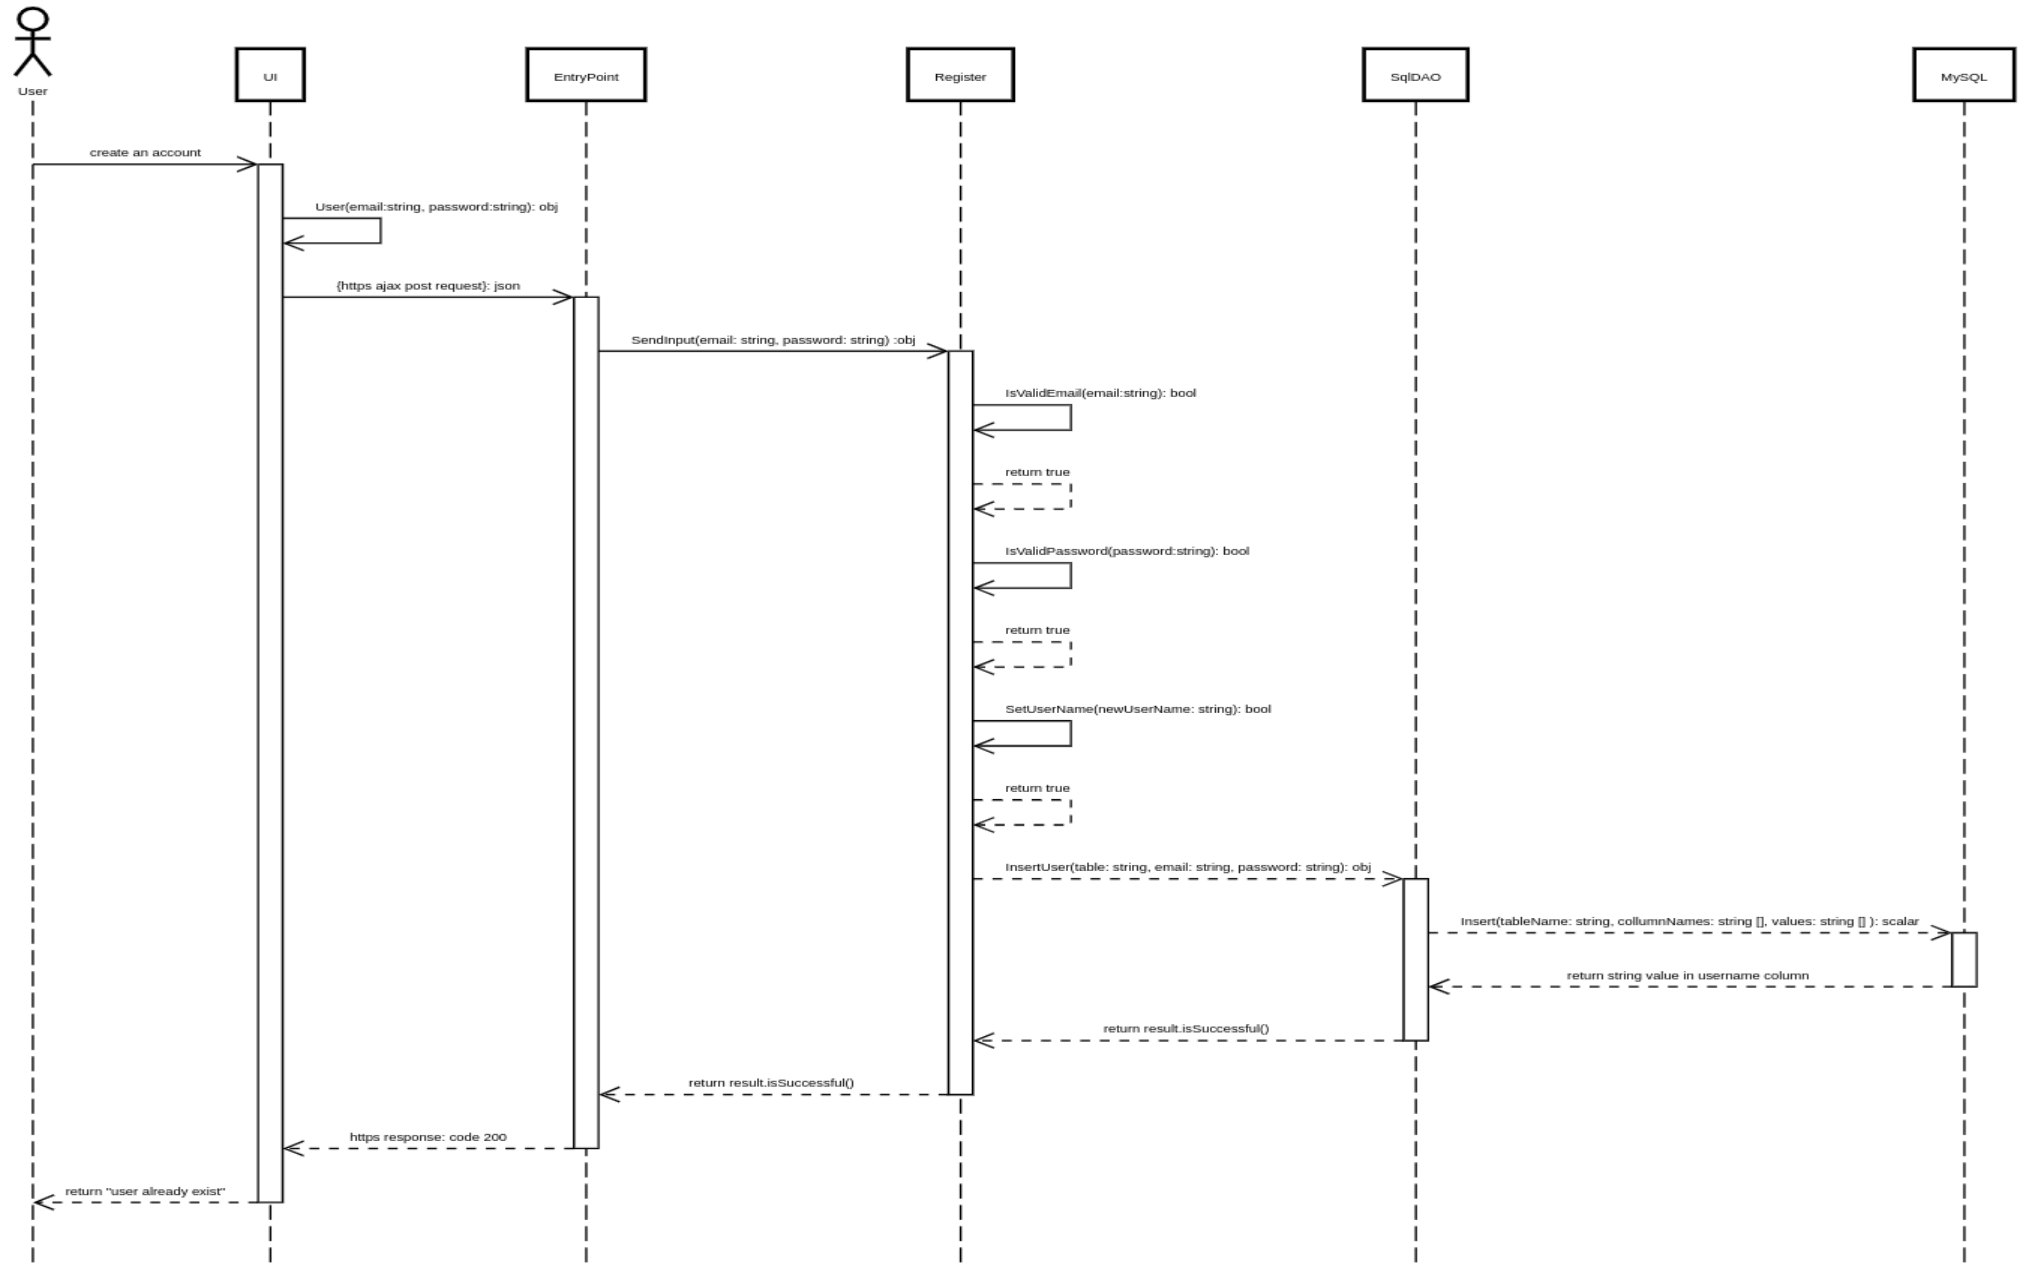 User
UI
EntryPoint
Register
SqlDAO
MySQL
create an account
User(email:string, password:string): obj
{https ajax post request}: json
SendInput(email: string, password: string) :obj
IsValidEmail(email:string): bool
return true
IsValidPassword(password:string): bool
return true
SetUserName(newUserName: string): bool
return true
InsertUser(table: string, email: string, password: string): obj
Insert(tableName: string, collumnNames: string [], values: string [] ): scalar
return string value in username column
return result.isSuccessful()
return result.isSuccessful()
https response: code 200
return "user already exist"